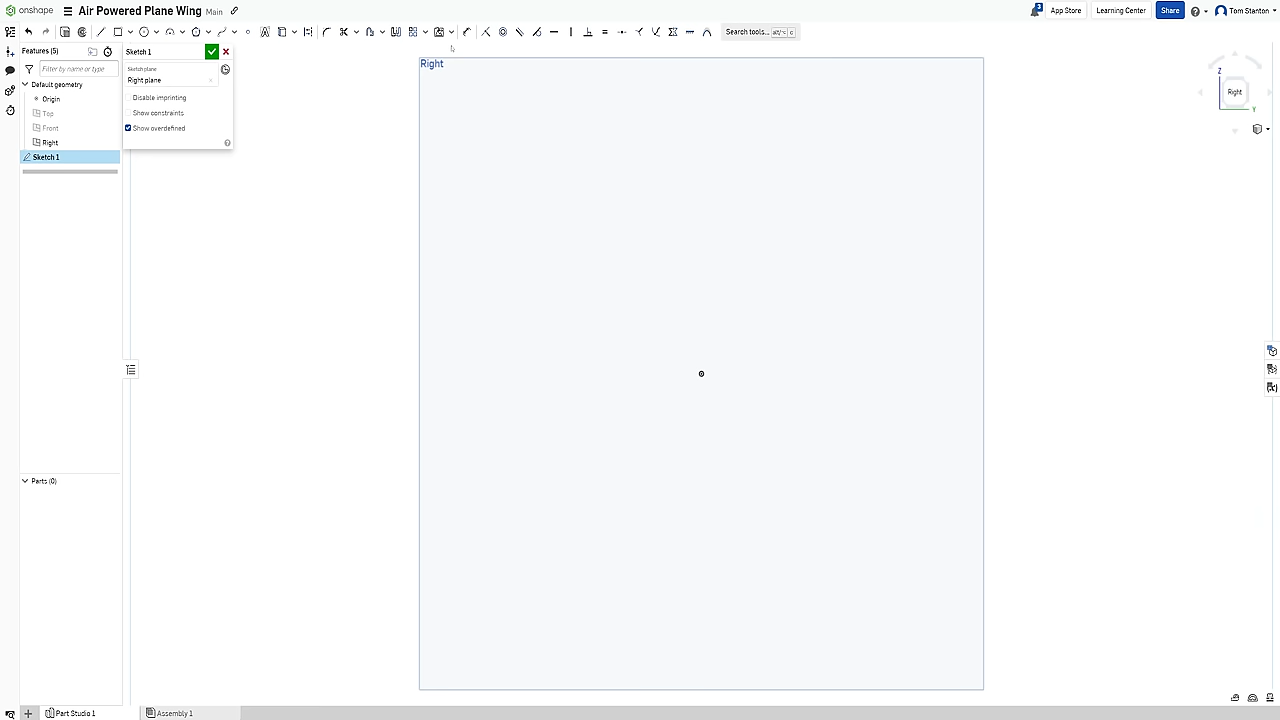 onshape
Air Powered Plane Wing Main
3
App Store
Learning Center
Share
Tom Stanton
Search tools... alt/⌥ c
Features (5)
Filter by name or type
Default geometry
Origin
Top
Front
Right
Sketch 1
Sketch 1
Sketch plane
Right plane
Disable imprinting
Show constraints
Show overdefined
Right
Z
Right
Y
Parts (0)
Part Studio 1
Assembly 1